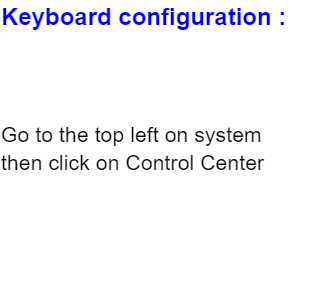 Keyboard configuration :
Go to the top left on system
then click on Control Center